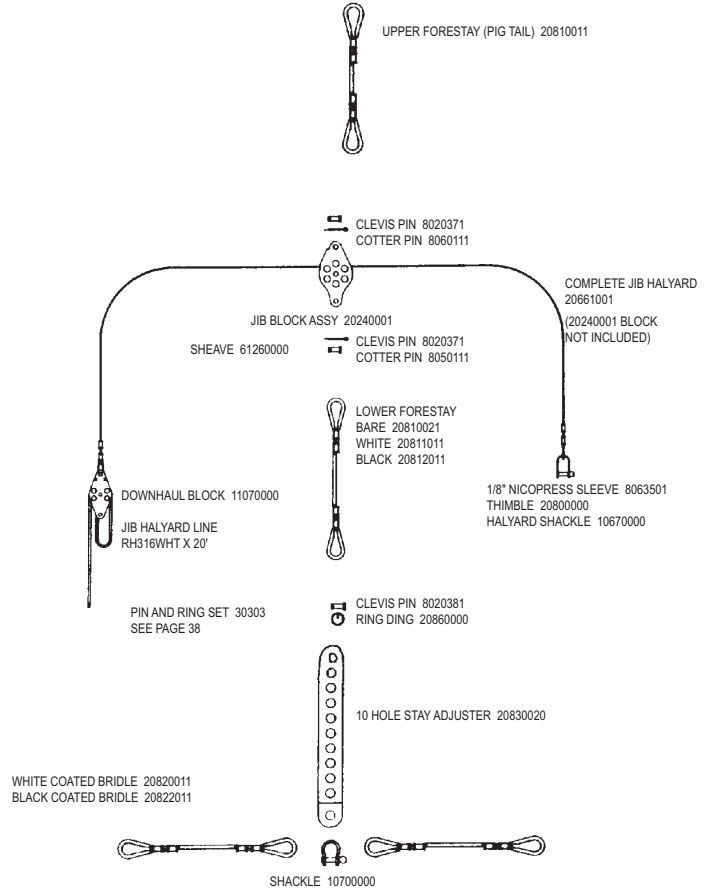 UPPER FORESTAY (PIG TAIL) 20810011
CLEVIS PIN 8020371
COTTER PIN 8060111
COMPLETE JIB HALYARD
20661001
(20240001 BLOCK
NOT INCLUDED)
JIB BLOCK ASSY 20240001
SHEAVE 61260000
CLEVIS PIN 8020371
COTTER PIN 8050111
LOWER FORESTAY
BARE 20810021
WHITE 20811011
BLACK 20812011
DOWNHAUL BLOCK 11070000
JIB HALYARD LINE
RH316WHT X 20'
1/8" NICOPRESS SLEEVE 8063501
THIMBLE 20800000
HALYARD SHACKLE 10670000
PIN AND RING SET 30303
SEE PAGE 38
CLEVIS PIN 8020381
RING DING 20860000
10 HOLE STAY ADJUSTER 20830020
WHITE COATED BRIDLE 20820011
BLACK COATED BRIDLE 20822011
SHACKLE 10700000